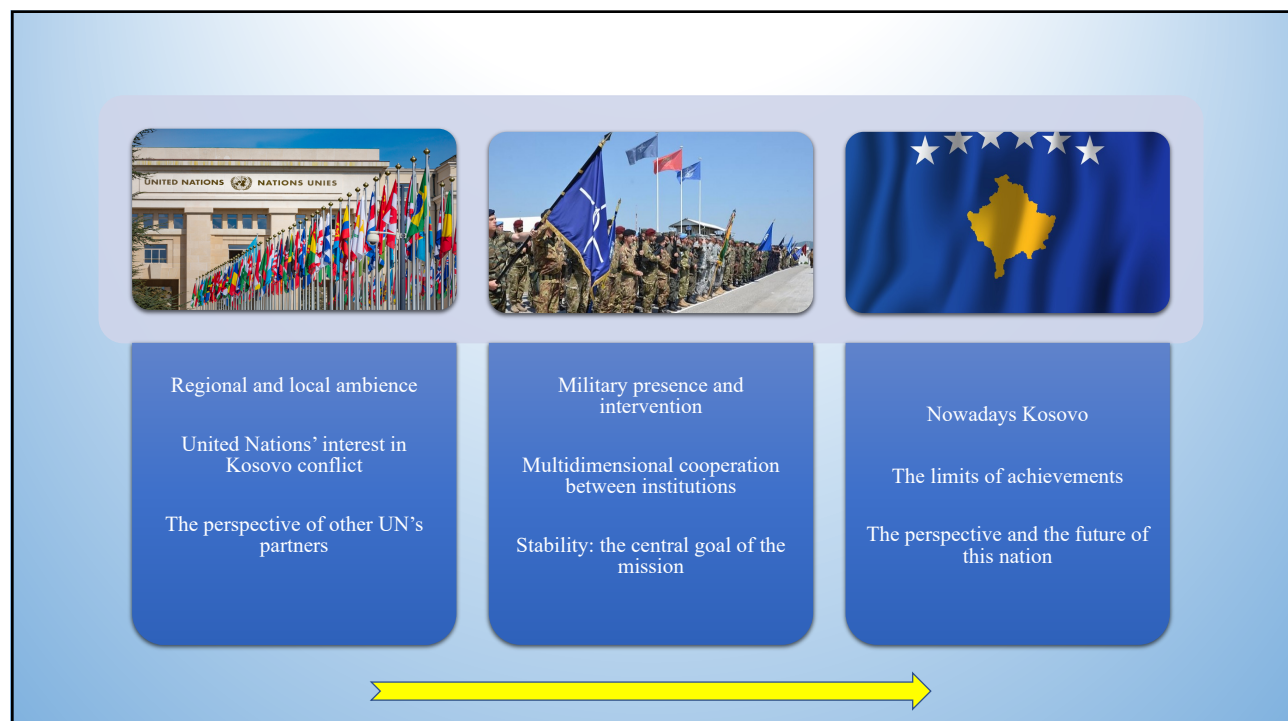 UNITED NATIONS NATIONS UNIES
Regional and local ambience
United Nations’ interest in
Kosovo conflict
The perspective of other UN’s
partners
Military presence and
intervention
Multidimensional cooperation
between institutions
Stability: the central goal of the
mission
Nowadays Kosovo
The limits of achievements
The perspective and the future of
this nation